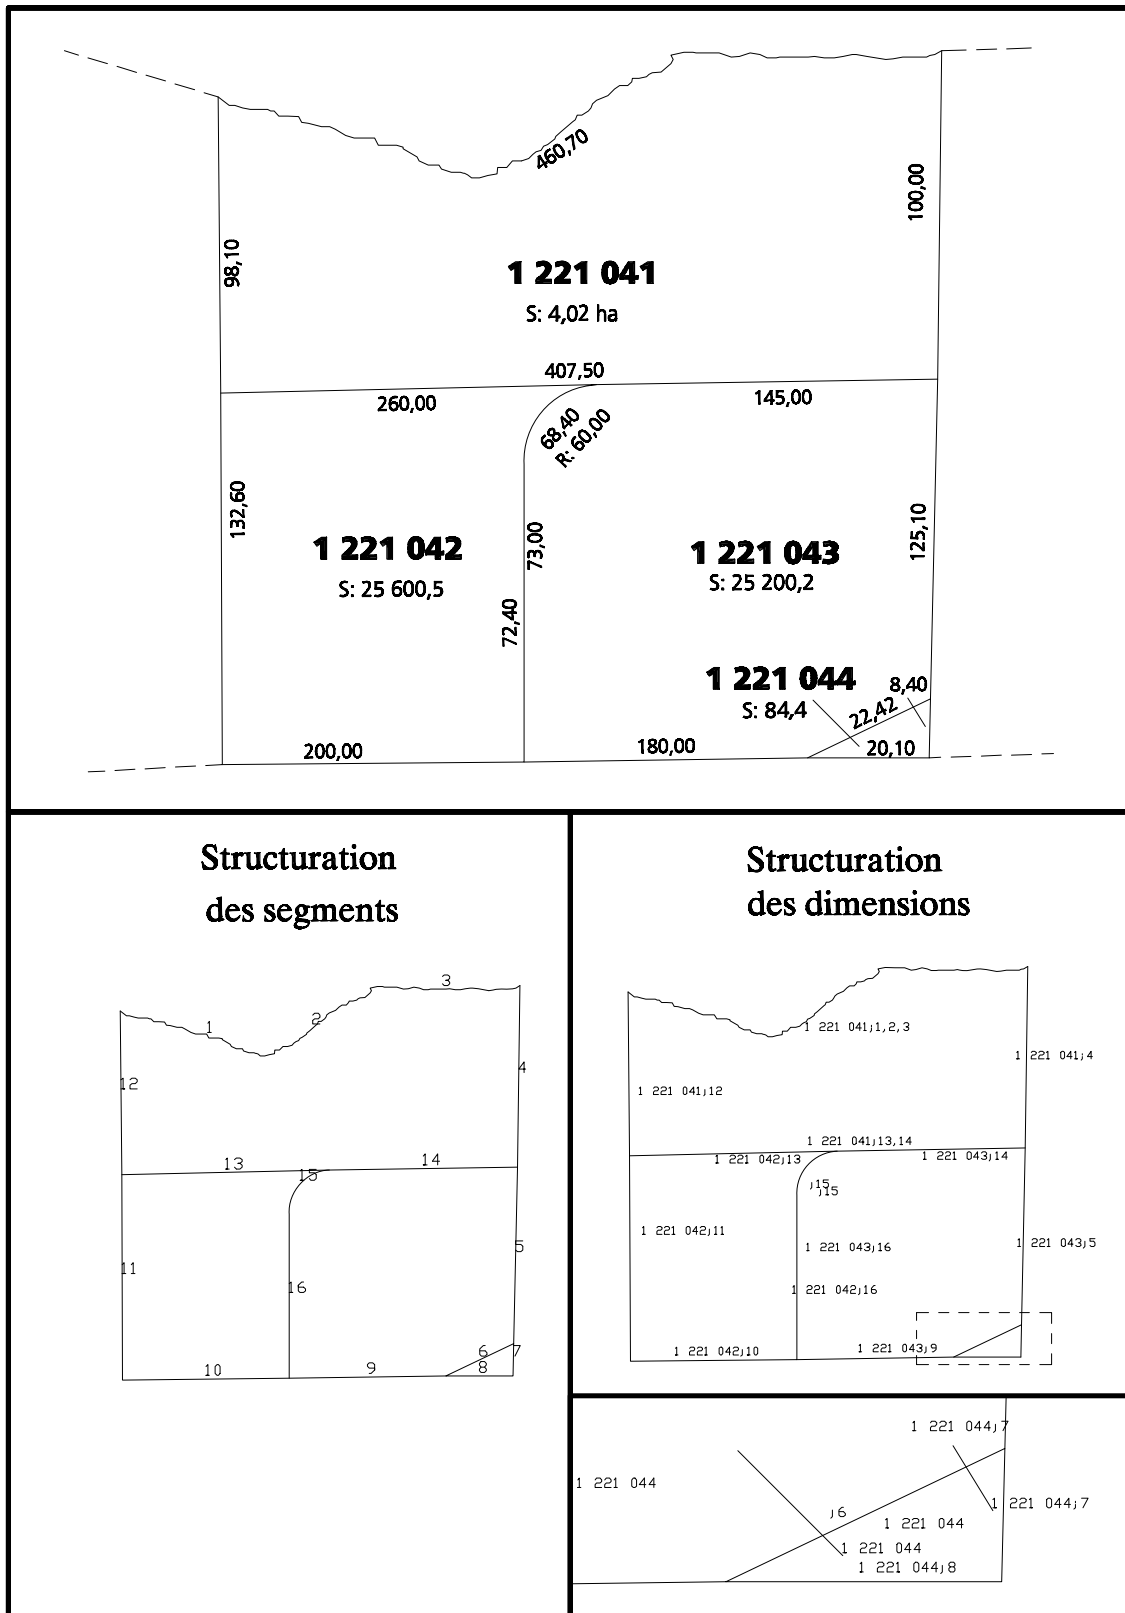 460,70
100,00
98,10
1 221 041
S: 4,02 ha
407,50
260,00
145,00
68,40
R: 60,00
132,60
73,00
125,10
1 221 042
S: 25 600,5
1 221 043
S: 25 200,2
72,40
1 221 044
S: 84,4
8,40
22,42
200,00
180,00
20,10
Structuration
des segments
3
1
2
4
12
13
14
15
5
11
16
6
7
10
9
8
Structuration
des dimensions
1 221 041;1,2,3
1 221 041;4
1 221 041;12
1 221 041;13,14
1 221 042;13
1 221 043;14
;15
;15
1 221 042;11
1 221 043;16
1 221 043;5
1 221 042;16
1 221 042;10
1 221 043;9
1 221 044;7
1 221 044
1 221 044;7
;6
1 221 044
1 221 044
1 221 044;8